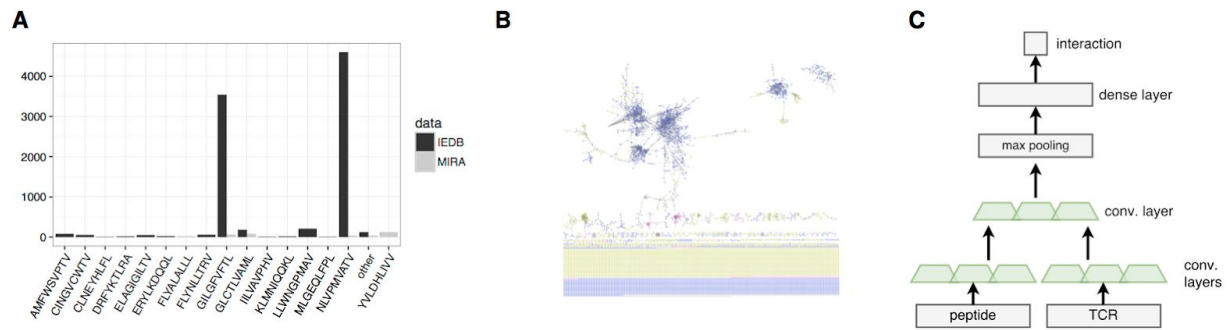 A
4000
3000
2000
1000
0
AMFWSVPTV
CINGVCWTV
CLNEYHLFL
DRFYKTLRA
ELAGIGILTV
ERYLKDQQL
FLYALALLL
FLYNLLTRV
GILGFVFTL
GLCTLVAML
IILVAVPHV
KLMNIQQKL
LLWNGPMAV
MLGEQLFPL
NLVPMVATV
other
YVLDHLIVV
data
IEDB
MIRA
B
C
interaction
dense layer
max pooling
conv. layer
conv.
layers
peptide
TCR